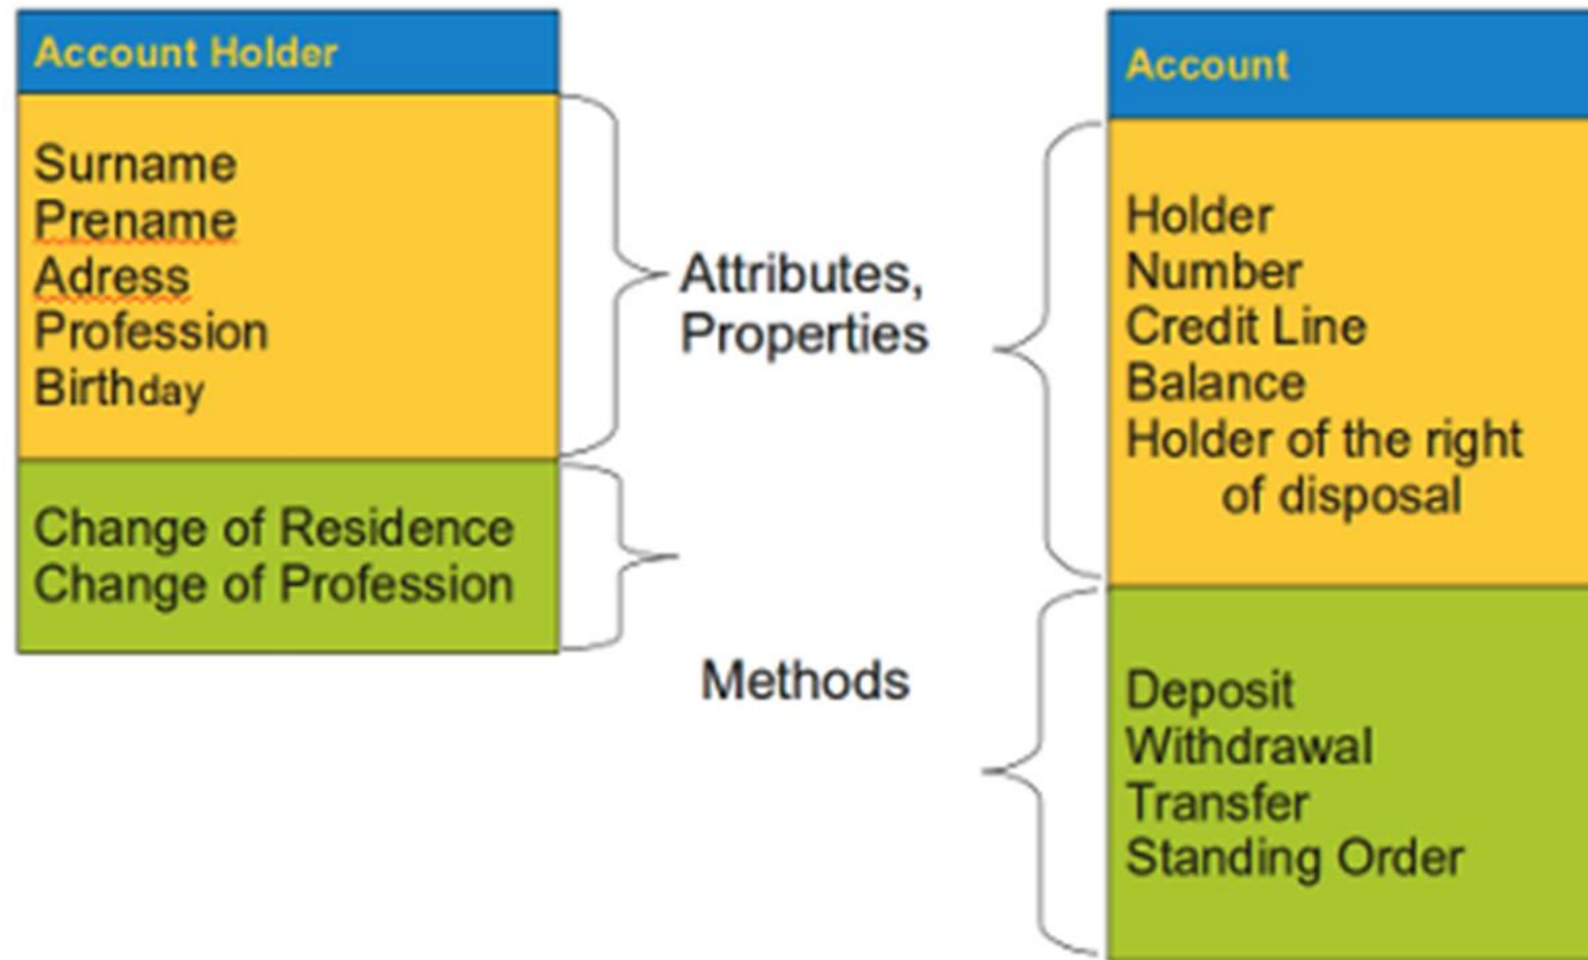 Account Holder
Surname
Prename
Adress
Profession
Birthday
Change of Residence
Change of Profession
Attributes,
Properties
Methods
Account
Holder
Number
Credit Line
Balance
Holder of the right
of disposal
Deposit
Withdrawal
Transfer
Standing Order